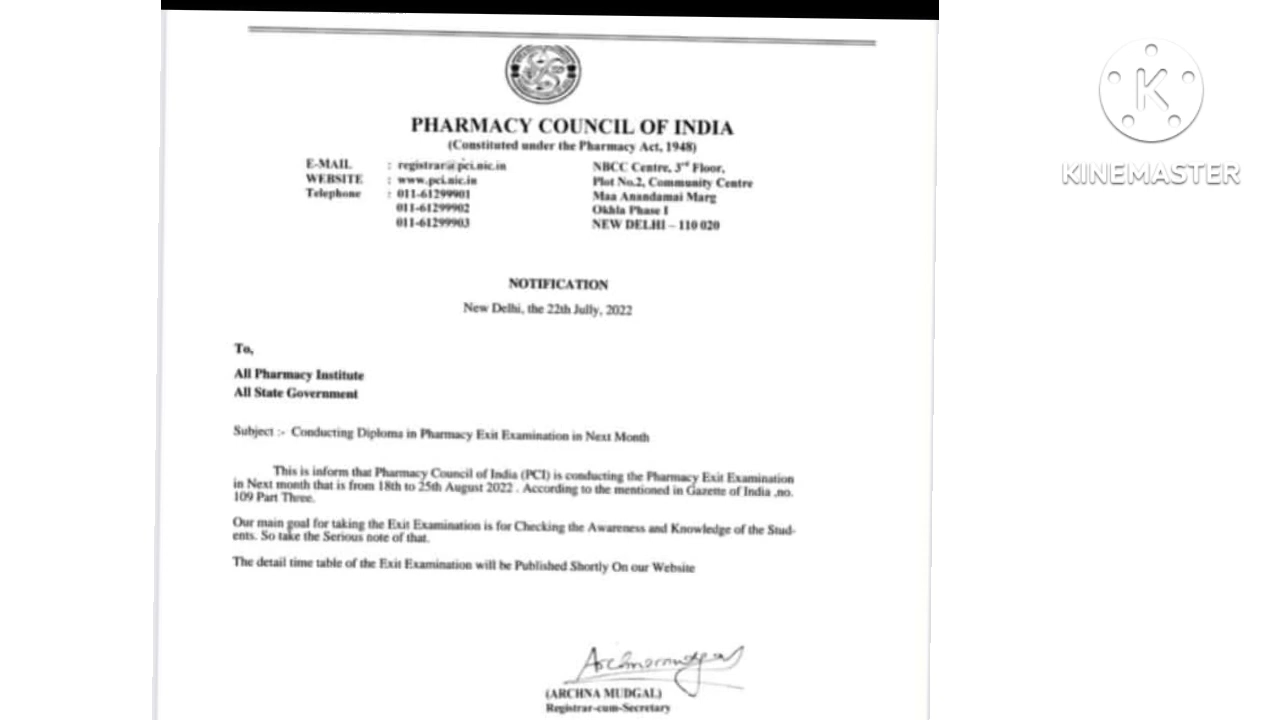 PHARMACY COUNCIL OF INDIA
(Constituted under the Pharmacy Act, 1948)
E-MAIL : registrar@pci.nic.in
WEBSITE : www.pci.nic.in
Telephone : 011-61299901
011-61299902
011-61299903
NBCC Centre, 3rd Floor,
Plot No.2, Community Centre
Maa Anandamai Marg
Okhla Phase I
NEW DELHI – 110 020
NOTIFICATION
New Delhi, the 22th Jully, 2022
To,
All Pharmacy Institute
All State Government
Subject :- Conducting Diploma in Pharmacy Exit Examination in Next Month
This is inform that Pharmacy Council of India (PCI) is conducting the Pharmacy Exit Examination
in Next month that is from 18th to 25th August 2022 . According to the mentioned in Gazette of India ,no.
109 Part Three.
Our main goal for taking the Exit Examination is for Checking the Awareness and Knowledge of the Stud-
ents. So take the Serious note of that.
The detail time table of the Exit Examination will be Published Shortly On our Website
Archnamudgal
(ARCHNA MUDGAL)
Registrar-cum-Secretary
K
KINEMASTER